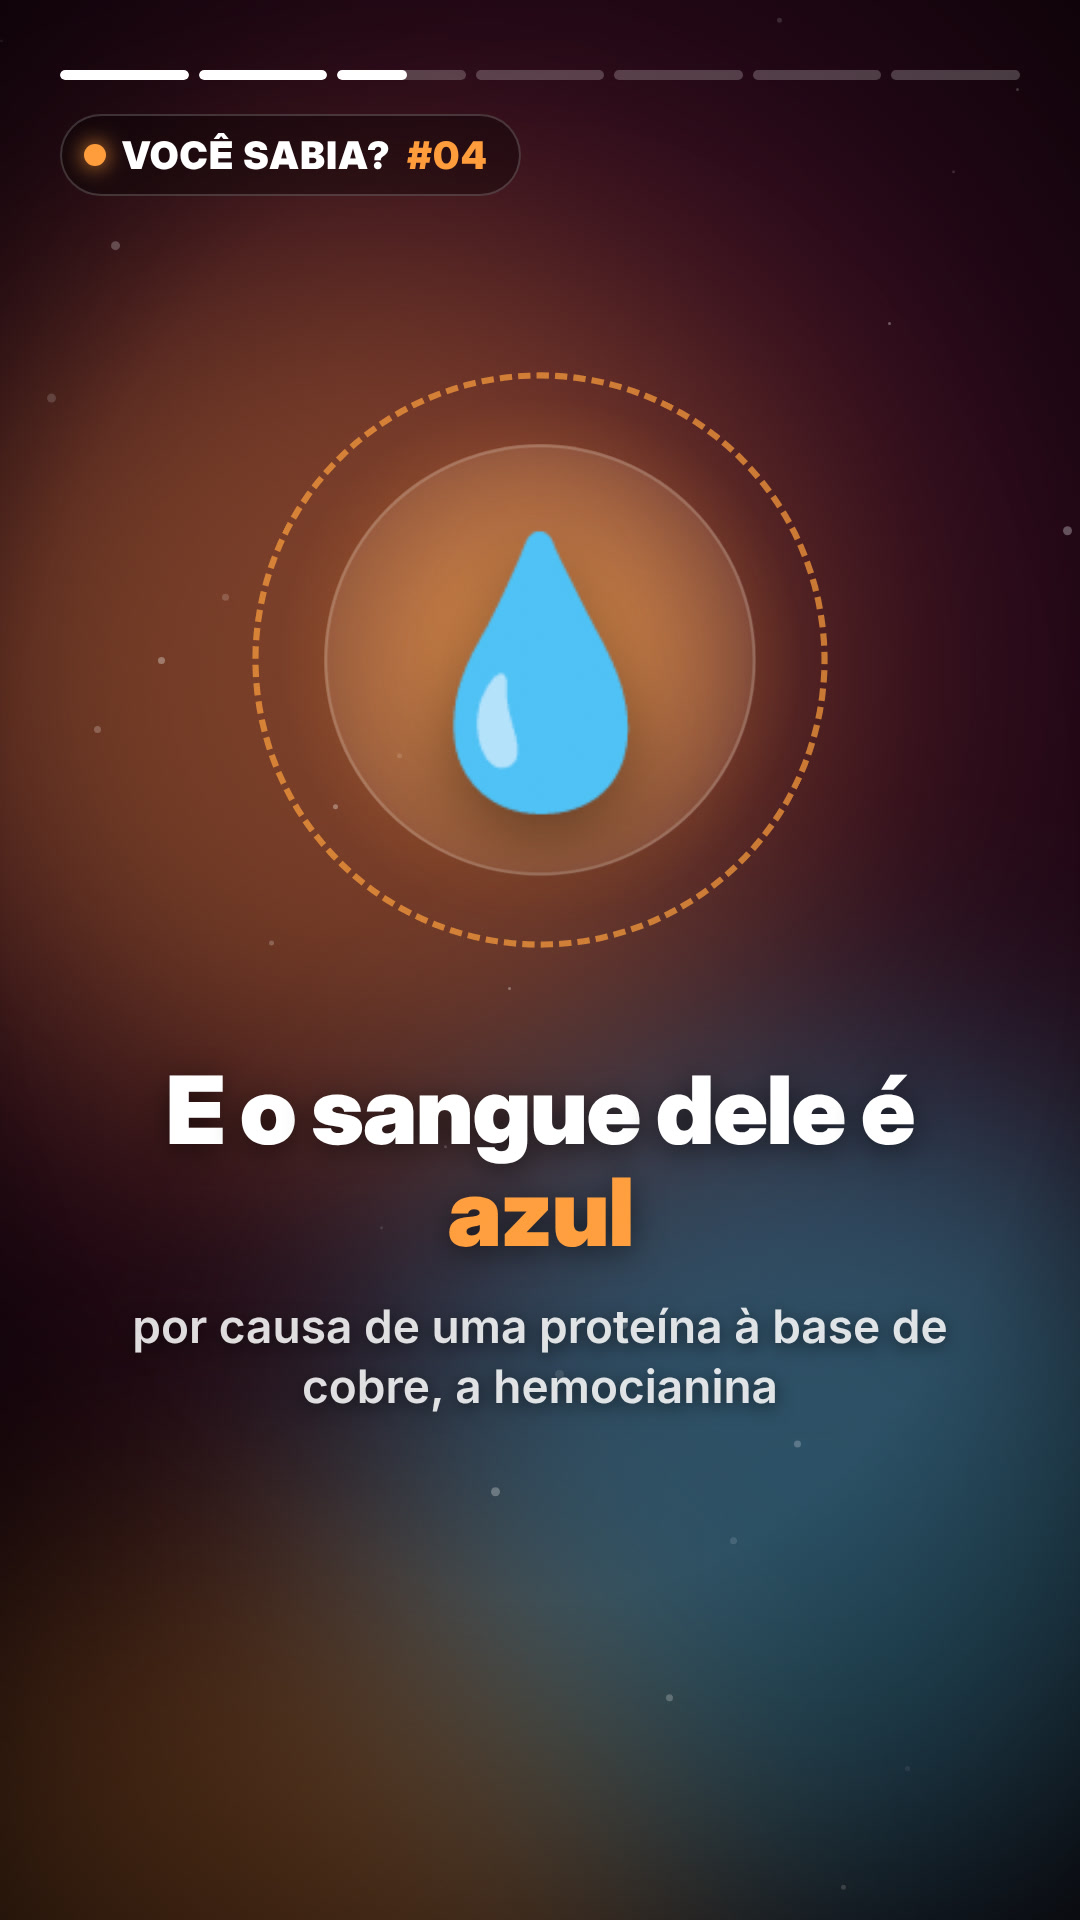 VOCÊ SABIA? #04
E o sangue dele é
azul
por causa de uma proteína à base de
cobre, a hemocianina